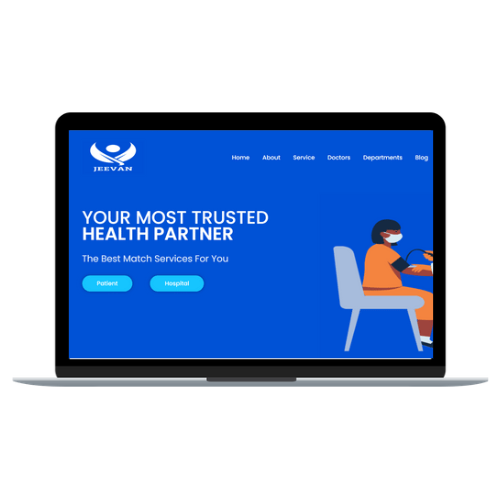 JEEVAN
Home About Service Doctors Departments Blog
YOUR MOST TRUSTED
HEALTH PARTNER
The Best Match Services For You
Patient Hospital